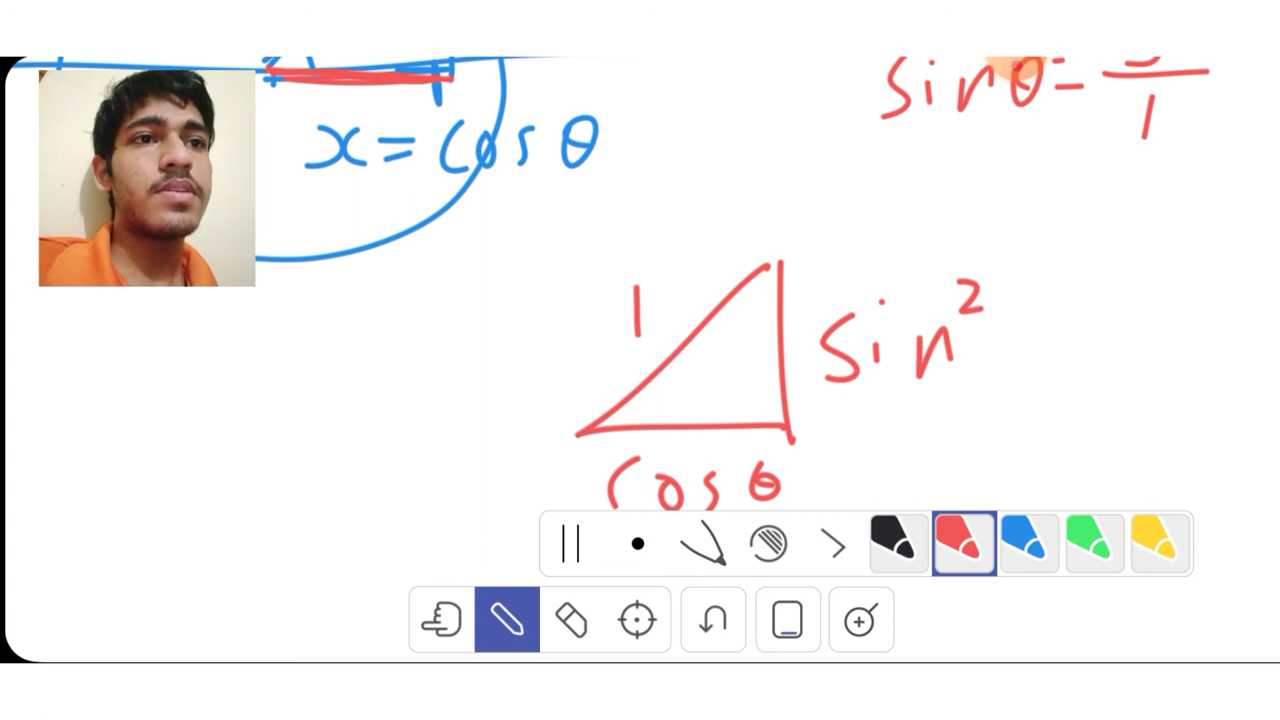 sinθ=
1
x = cos θ
1
sin²
cos θ